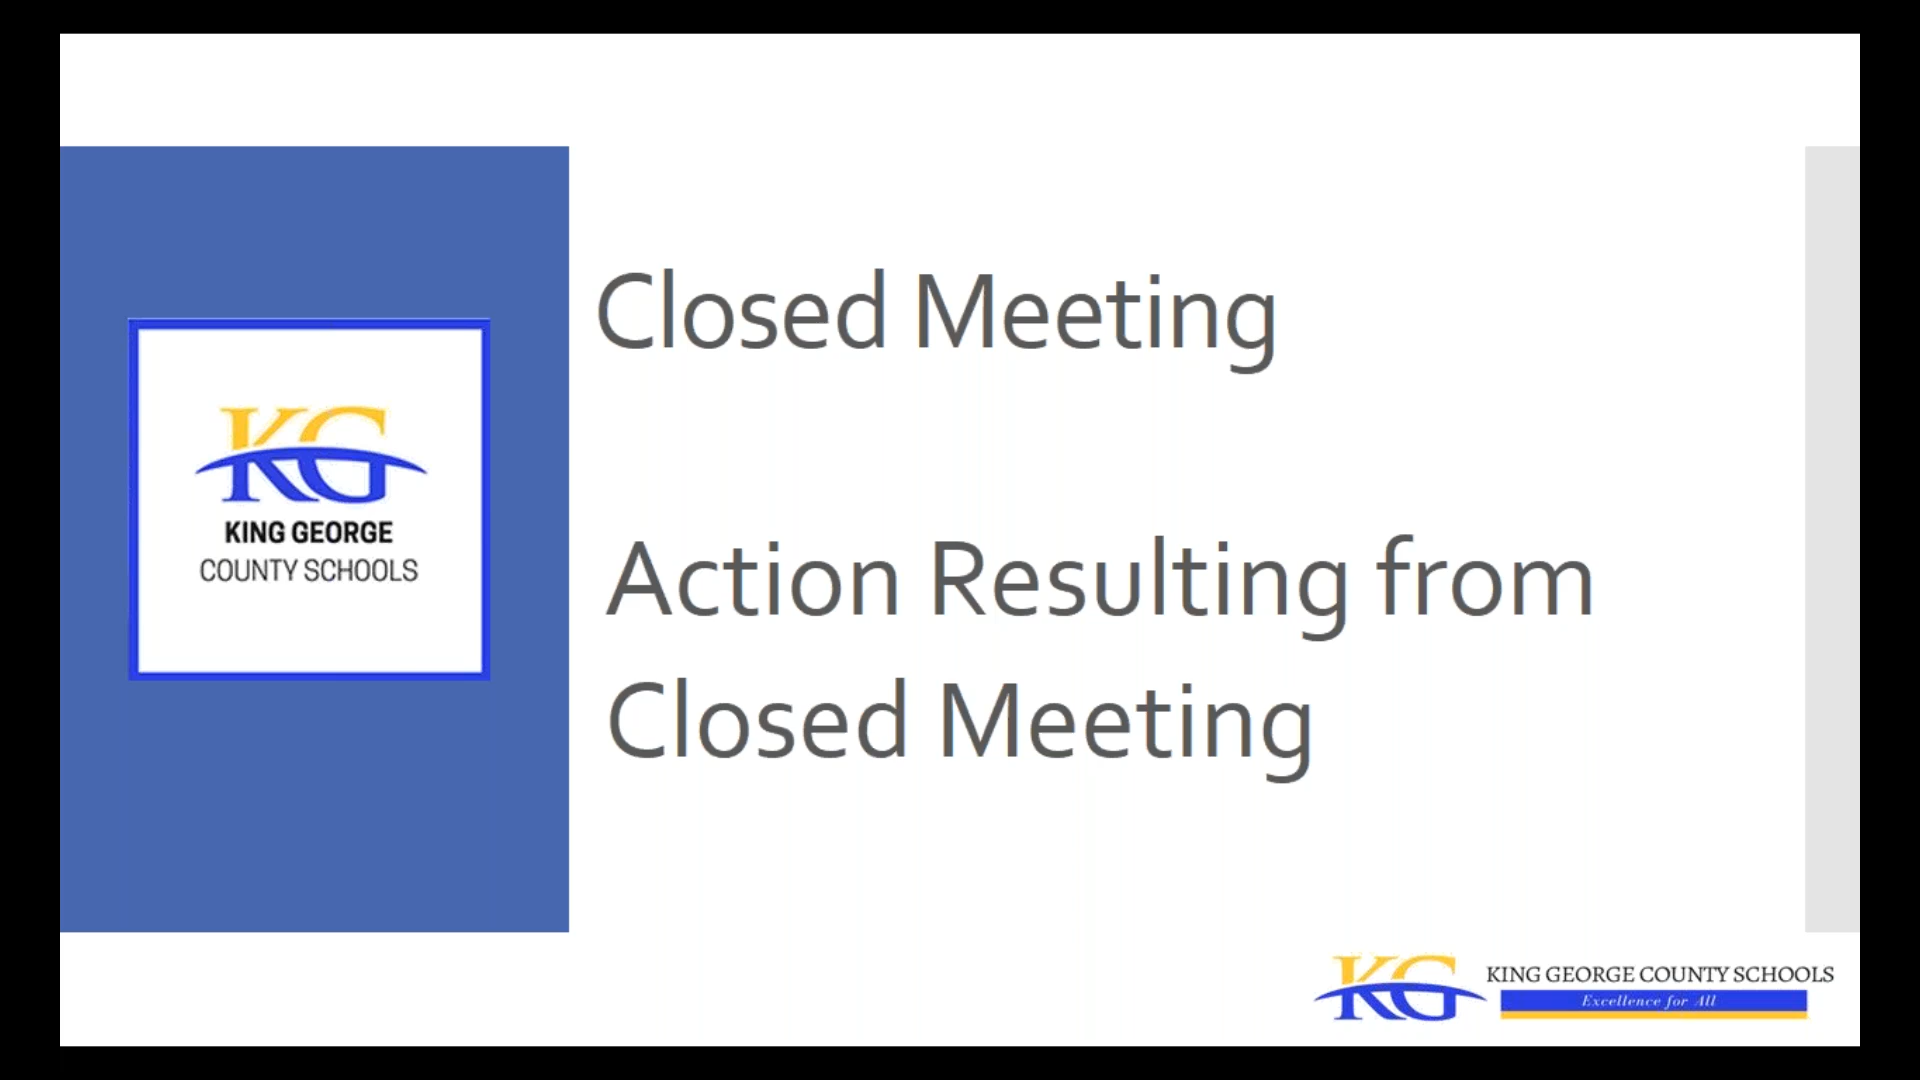 Closed Meeting
KG
KING GEORGE
COUNTY SCHOOLS
Action Resulting from
Closed Meeting
KG
KING GEORGE COUNTY SCHOOLS
Excellence for All